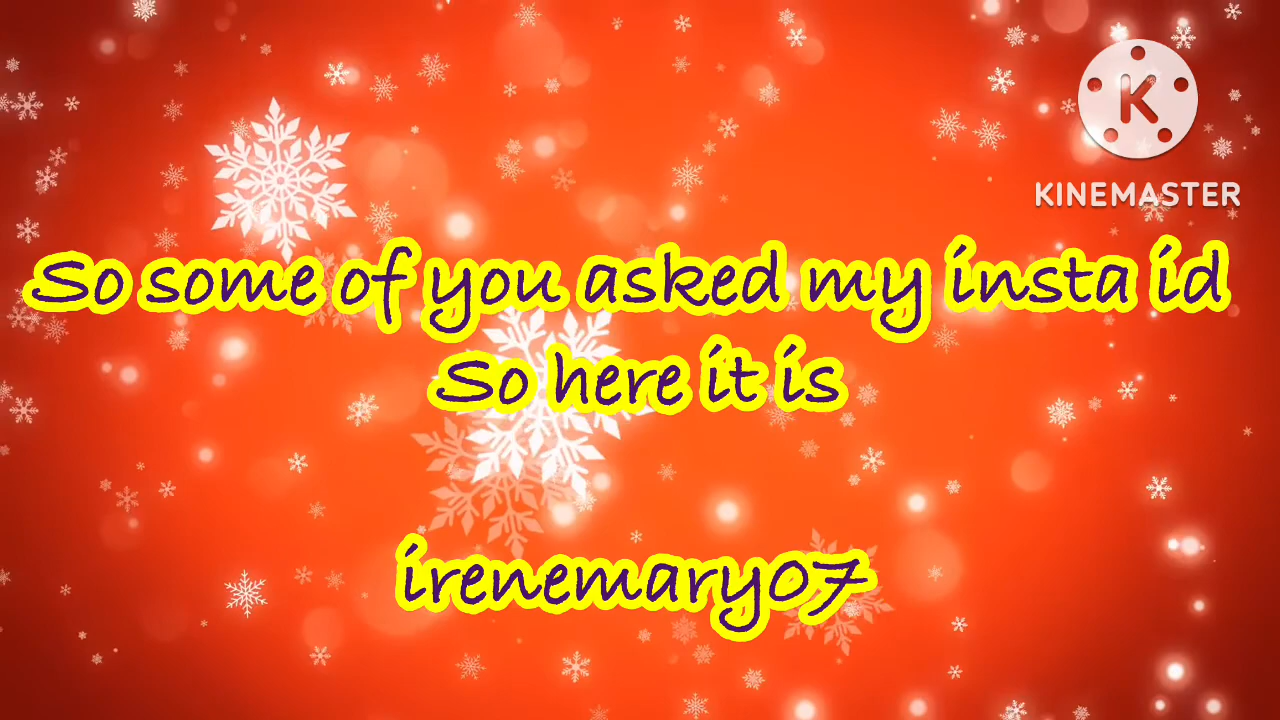 K
KINEMASTER
So some of you asked my insta id
So here it is
irenemary07